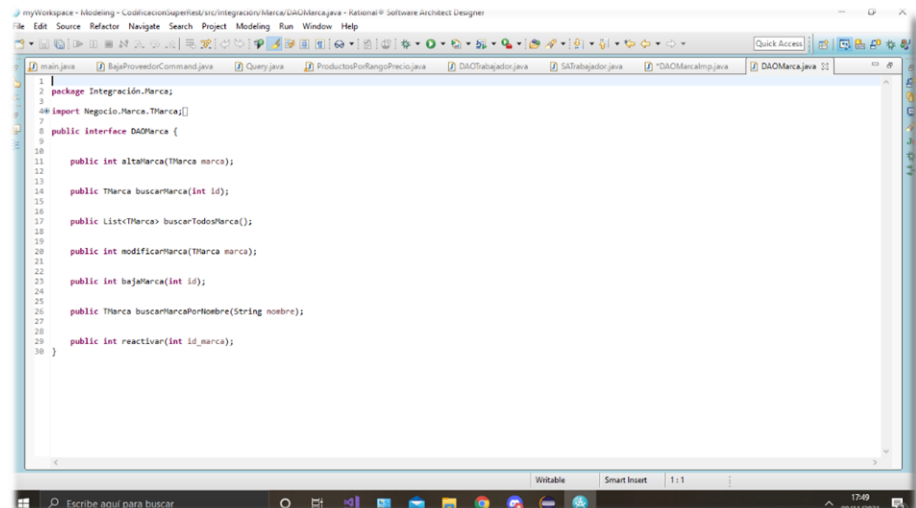 myWorkspace - Modeling - CodificacionSuperRest/src/Integración/Marca/DAOMarca.java - Rational® Software Architect Designer
File Edit Source Refactor Navigate Search Project Modeling Run Window Help
Quick Access
main.java BajaProveedorCommand.java Query.java ProductosPorRangoPrecio.java DAOTrabajador.java SATrabajador.java *DAOMarcaImp.java DAOMarca.java
1
2 package Integración.Marca;
3
4 import Negocio.Marca.TMarca;
7
8 public interface DAOMarca {
9
10
11 public int altaMarca(TMarca marca);
12
13
14 public TMarca buscarMarca(int id);
15
16
17 public List<TMarca> buscarTodosMarca();
18
19
20 public int modificarMarca(TMarca marca);
21
22
23 public int bajaMarca(int id);
24
25
26 public TMarca buscarMarcaPorNombre(String nombre);
27
28
29 public int reactivar(int id_marca);
30 }
Writable Smart Insert 1 : 1
Escribe aquí para buscar
17:49